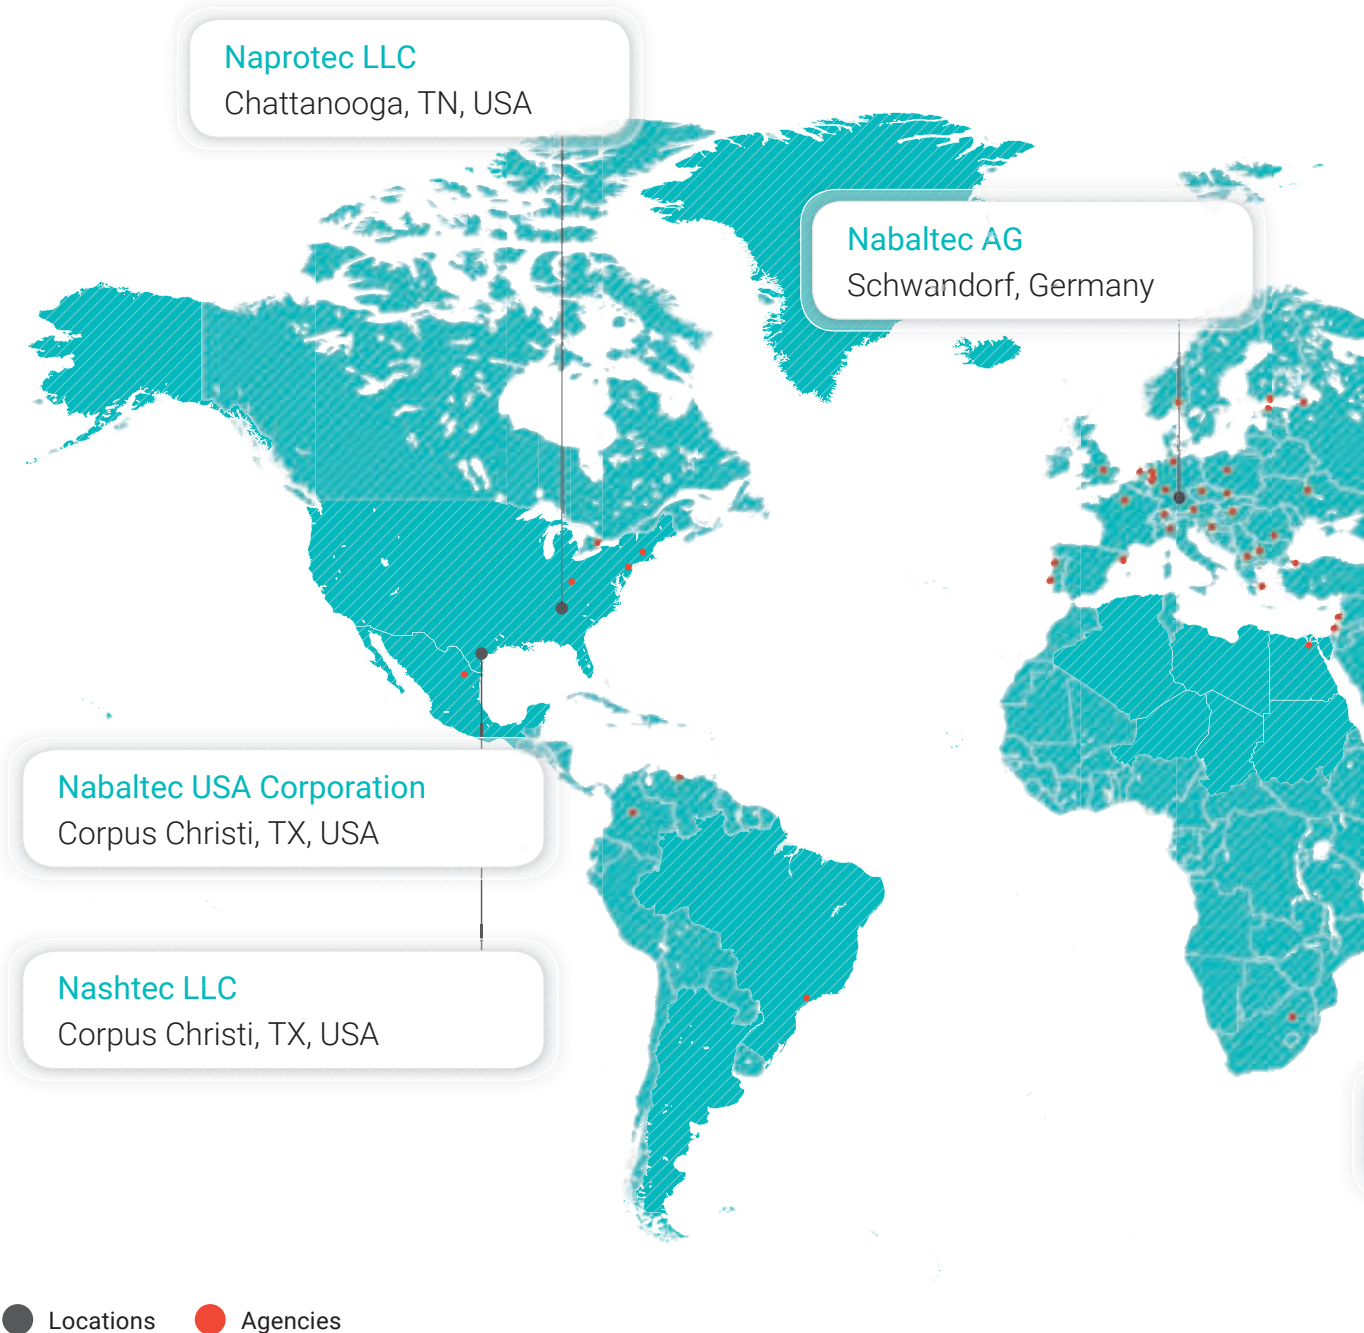 Naprotec LLC
Chattanooga, TN, USA
Nabaltec AG
Schwandorf, Germany
Nabaltec USA Corporation
Corpus Christi, TX, USA
Nashtec LLC
Corpus Christi, TX, USA
Locations
Agencies